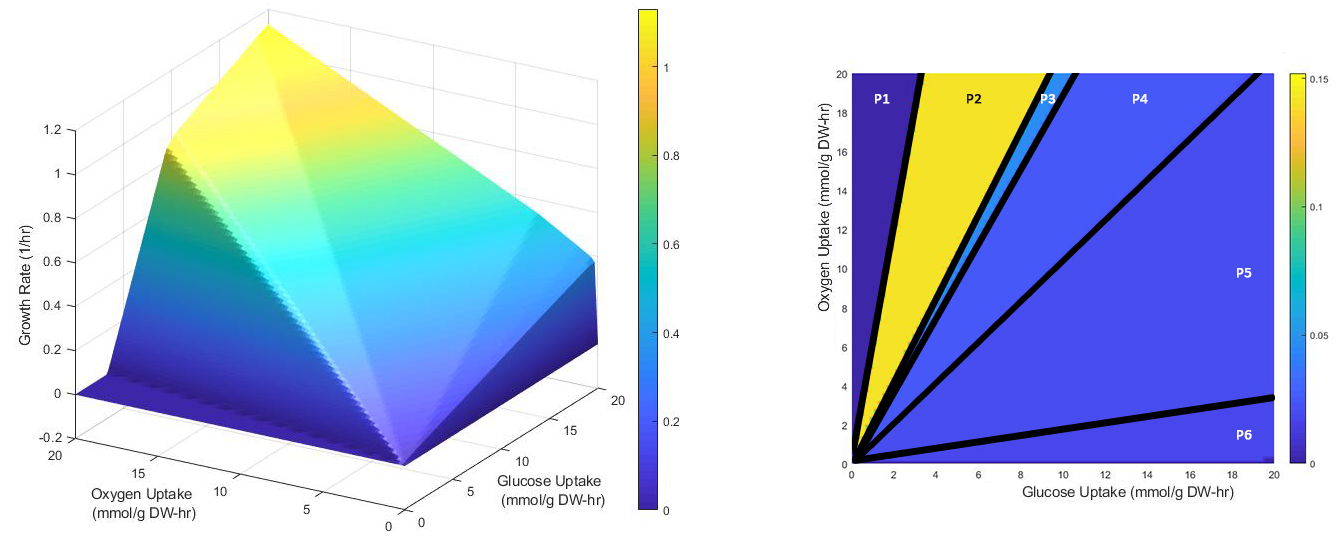 1.2
1
0.8
0.6
0.4
0.2
0
-0.2
Growth Rate (1/hr)
20
15
10
5
0
Oxygen Uptake
(mmol/g DW-hr)
0
5
10
15
20
Glucose Uptake
(mmol/g DW-hr)
1
0.8
0.6
0.4
0.2
0
20
18
16
14
12
10
8
6
4
2
0
Oxygen Uptake (mmol/g DW-hr)
P1
P2
P3
P4
P5
P6
0 2 4 6 8 10 12 14 16 18 20
Glucose Uptake (mmol/g DW-hr)
0.15
0.1
0.05
0